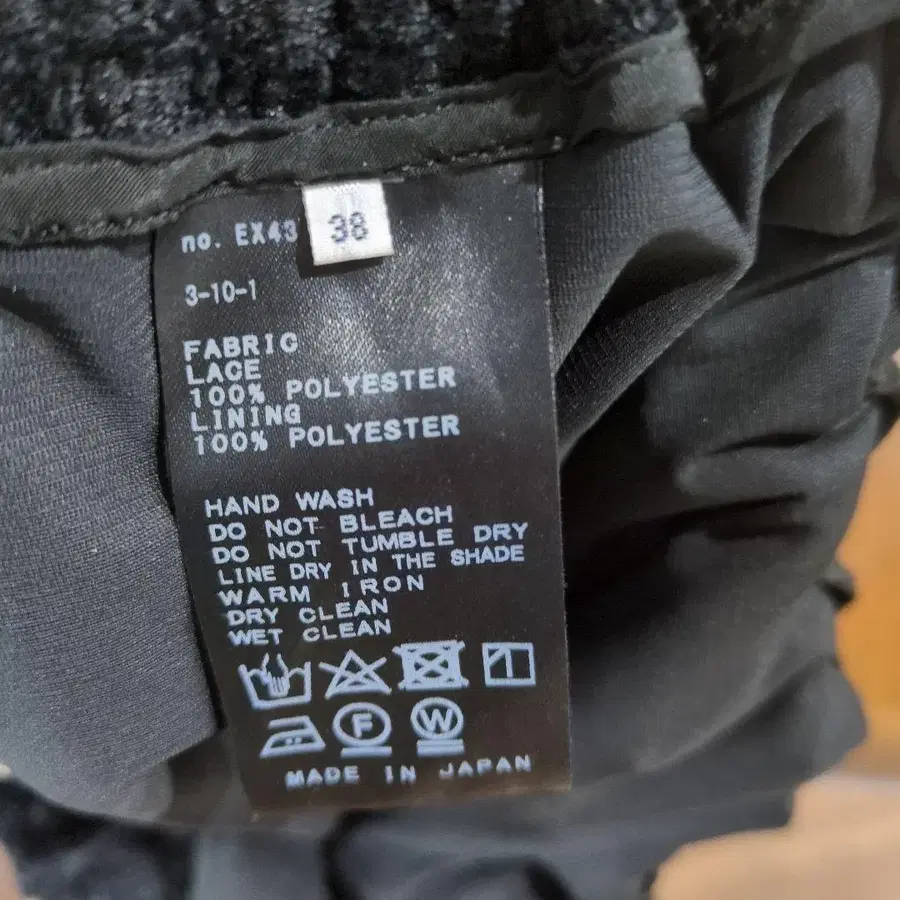 no. EX43
38
3-10-1
FABRIC
LACE
100% POLYESTER
LINING
100% POLYESTER
HAND WASH
DO NOT BLEACH
DO NOT TUMBLE DRY
LINE DRY IN THE SHADE
WARM IRON
DRY CLEAN
WET CLEAN
F W
MADE IN JAPAN